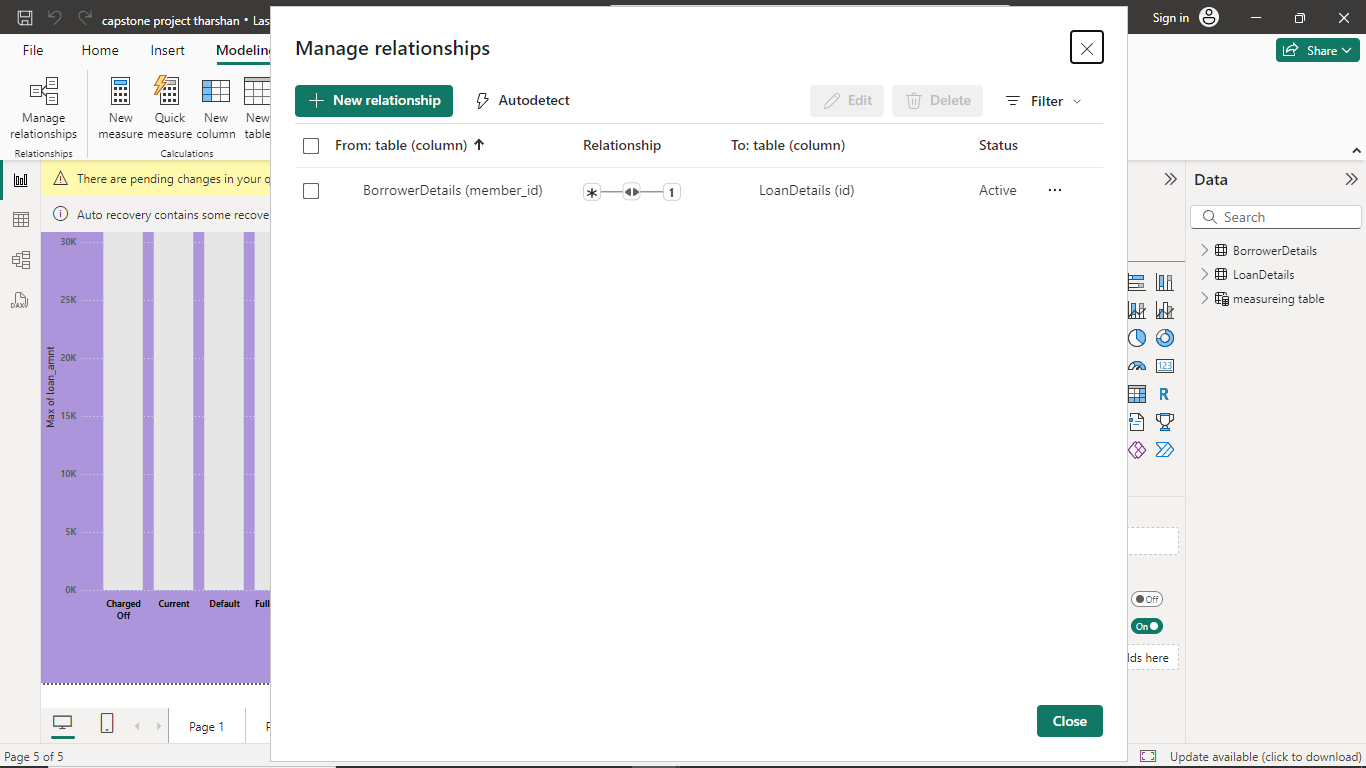 capstone project tharshan • Las
Sign in
File
Home
Insert
Modeling
Share
Manage relationships
New relationship
Autodetect
Edit
Delete
Filter
From: table (column)
Relationship
To: table (column)
Status
BorrowerDetails (member_id)
* 1
LoanDetails (id)
Active
...
Close
Manage
relationships
New
measure
Quick
measure
New
column
New
table
Relationships
Calculations
There are pending changes in your q
Auto recovery contains some recove
DAX
30K
25K
20K
15K
10K
5K
0K
Max of loan_amnt
Charged
Off
Current
Default
Full
Data
Search
BorrowerDetails
LoanDetails
measureing table
123
R
Off
On
lds here
Page 1
Page 5 of 5
Update available (click to download)